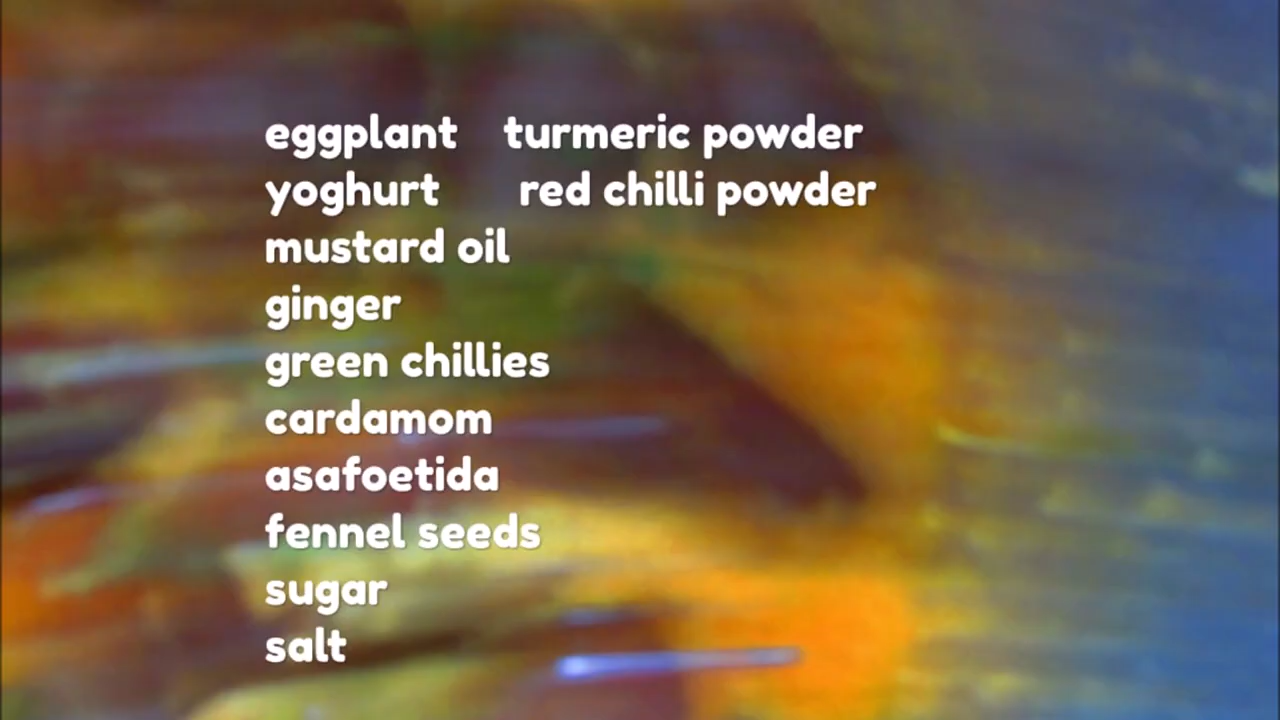 eggplant turmeric powder
yoghurt red chilli powder
mustard oil
ginger
green chillies
cardamom
asafoetida
fennel seeds
sugar
salt